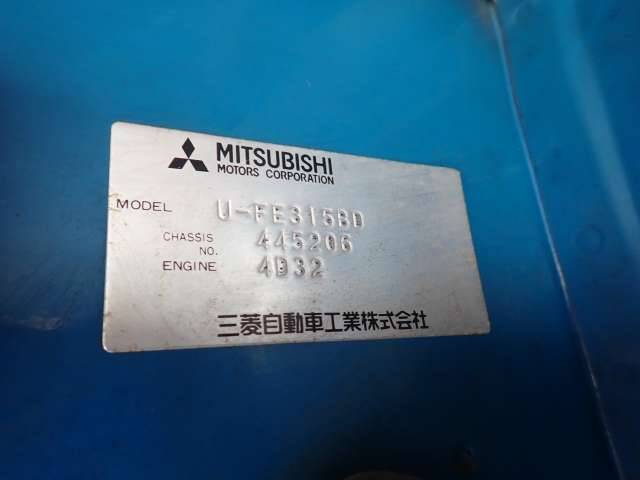 MITSUBISHI
MOTORS CORPORATION
MODEL U-FE315BD
CHASSIS NO. 445206
ENGINE 4D32
三菱自動車工業株式会社